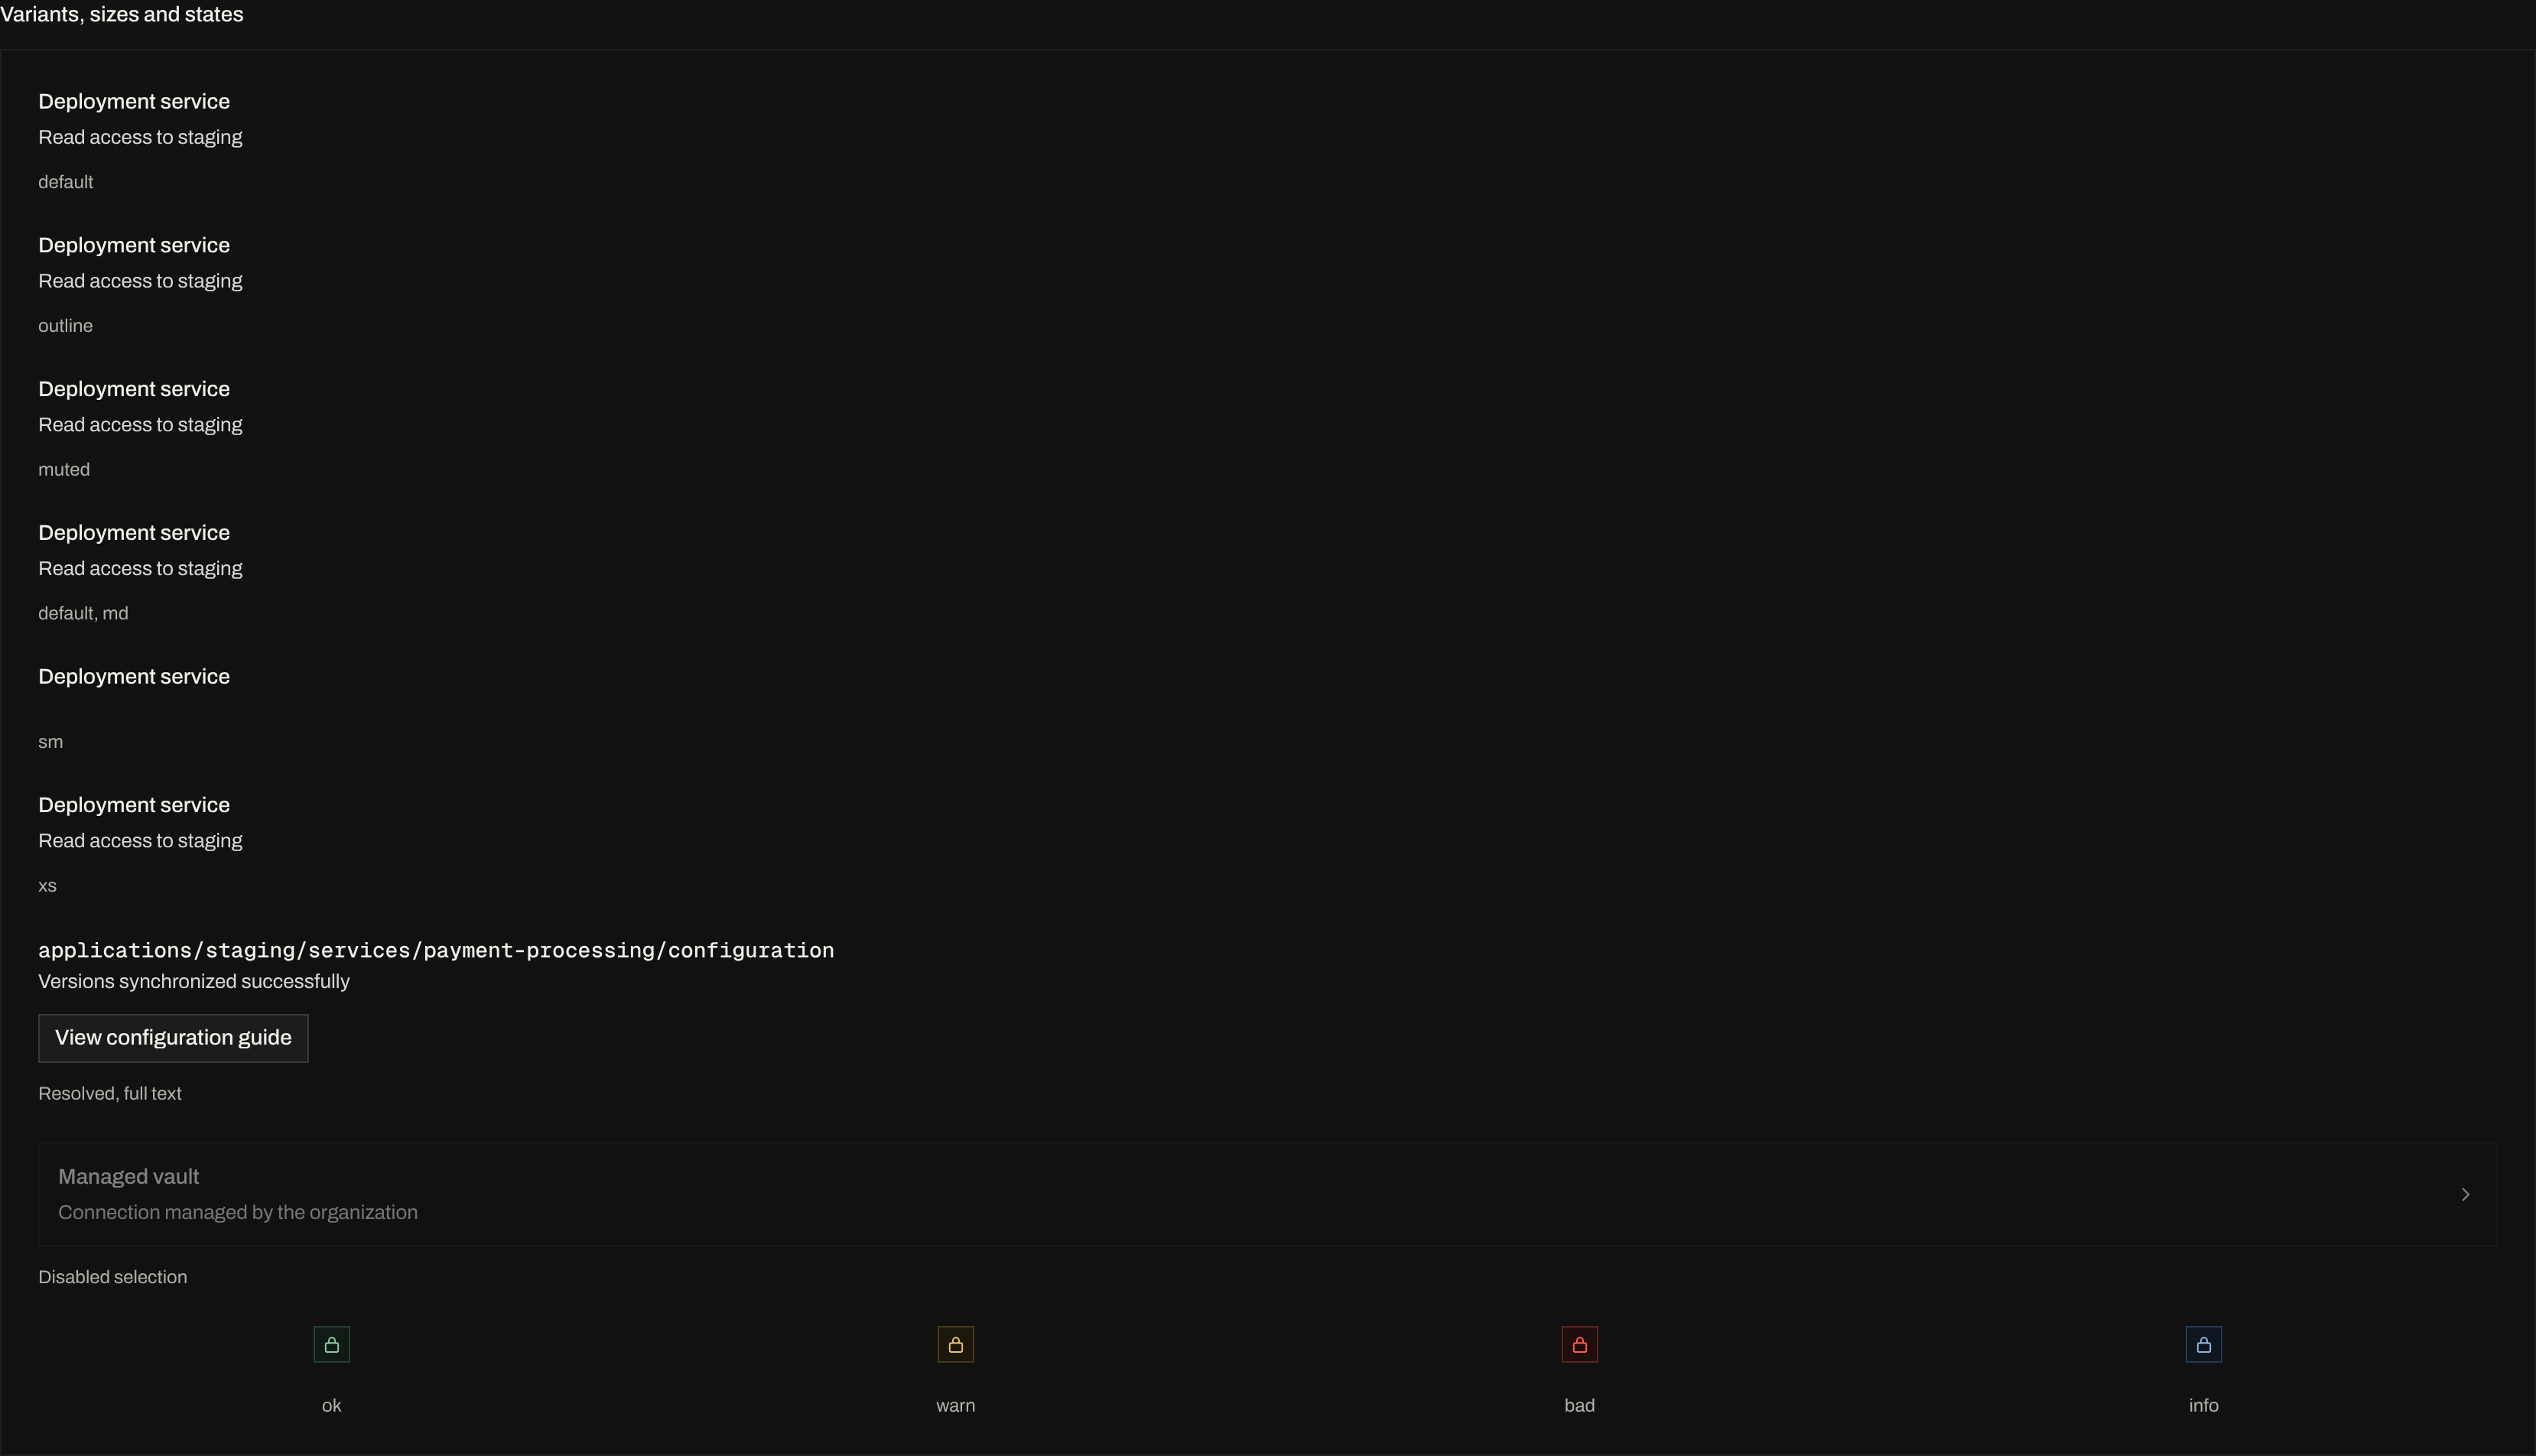 Variants, sizes and states
Deployment service
Read access to staging
default
Deployment service
Read access to staging
outline
Deployment service
Read access to staging
muted
Deployment service
Read access to staging
default, md
Deployment service
sm
Deployment service
Read access to staging
xs
applications/staging/services/payment-processing/configuration
Versions synchronized successfully
View configuration guide
Resolved, full text
Managed vault
Connection managed by the organization
Disabled selection
ok
warn
bad
info